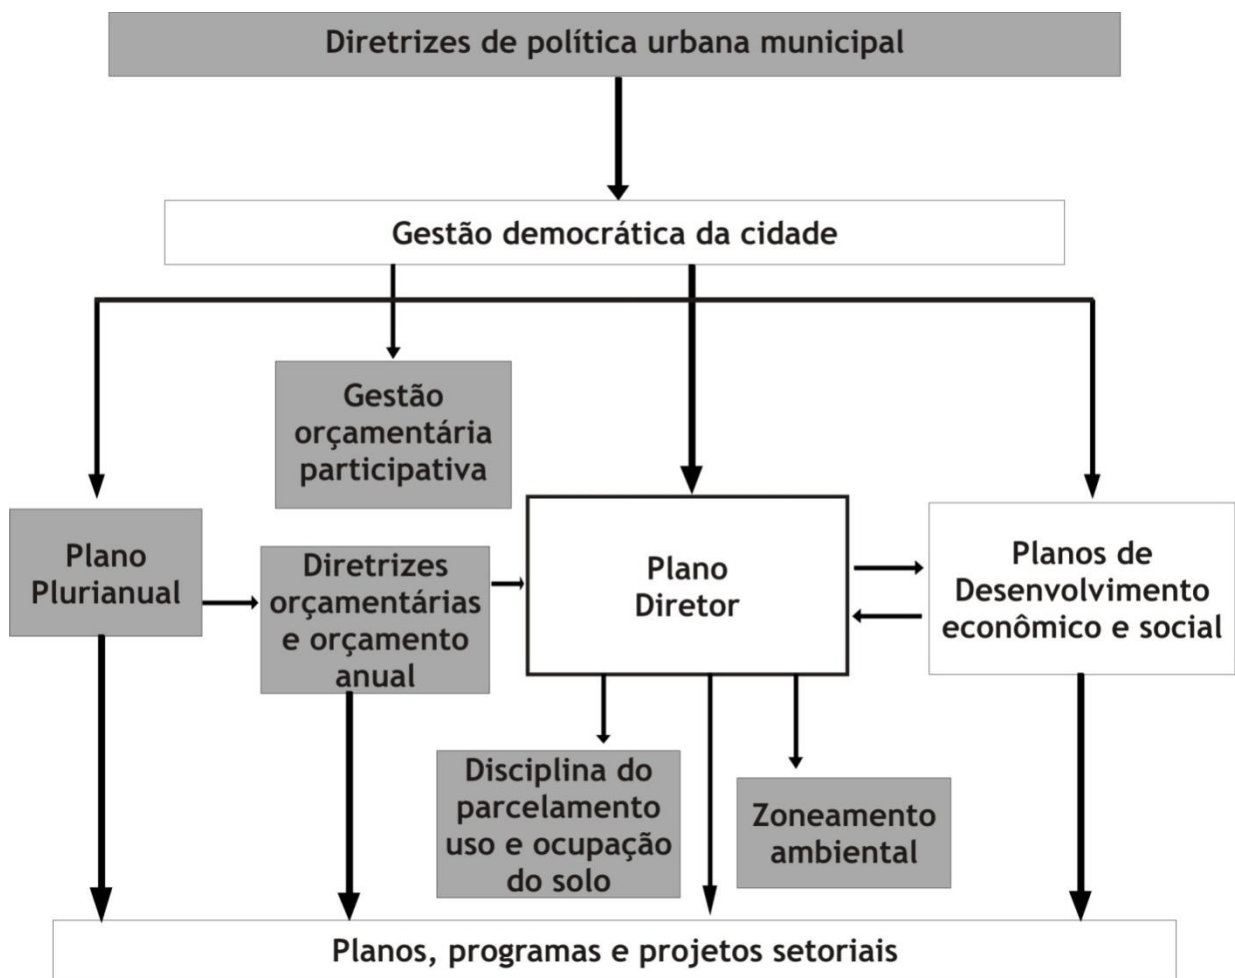 Diretrizes de política urbana municipal
Gestão democrática da cidade
Gestão
orçamentária
participativa
Plano
Plurianual
Diretrizes
orçamentárias
e orçamento
anual
Plano
Diretor
Planos de
Desenvolvimento
econômico e social
Disciplina do
parcelamento
uso e ocupação
do solo
Zoneamento
ambiental
Planos, programas e projetos setoriais